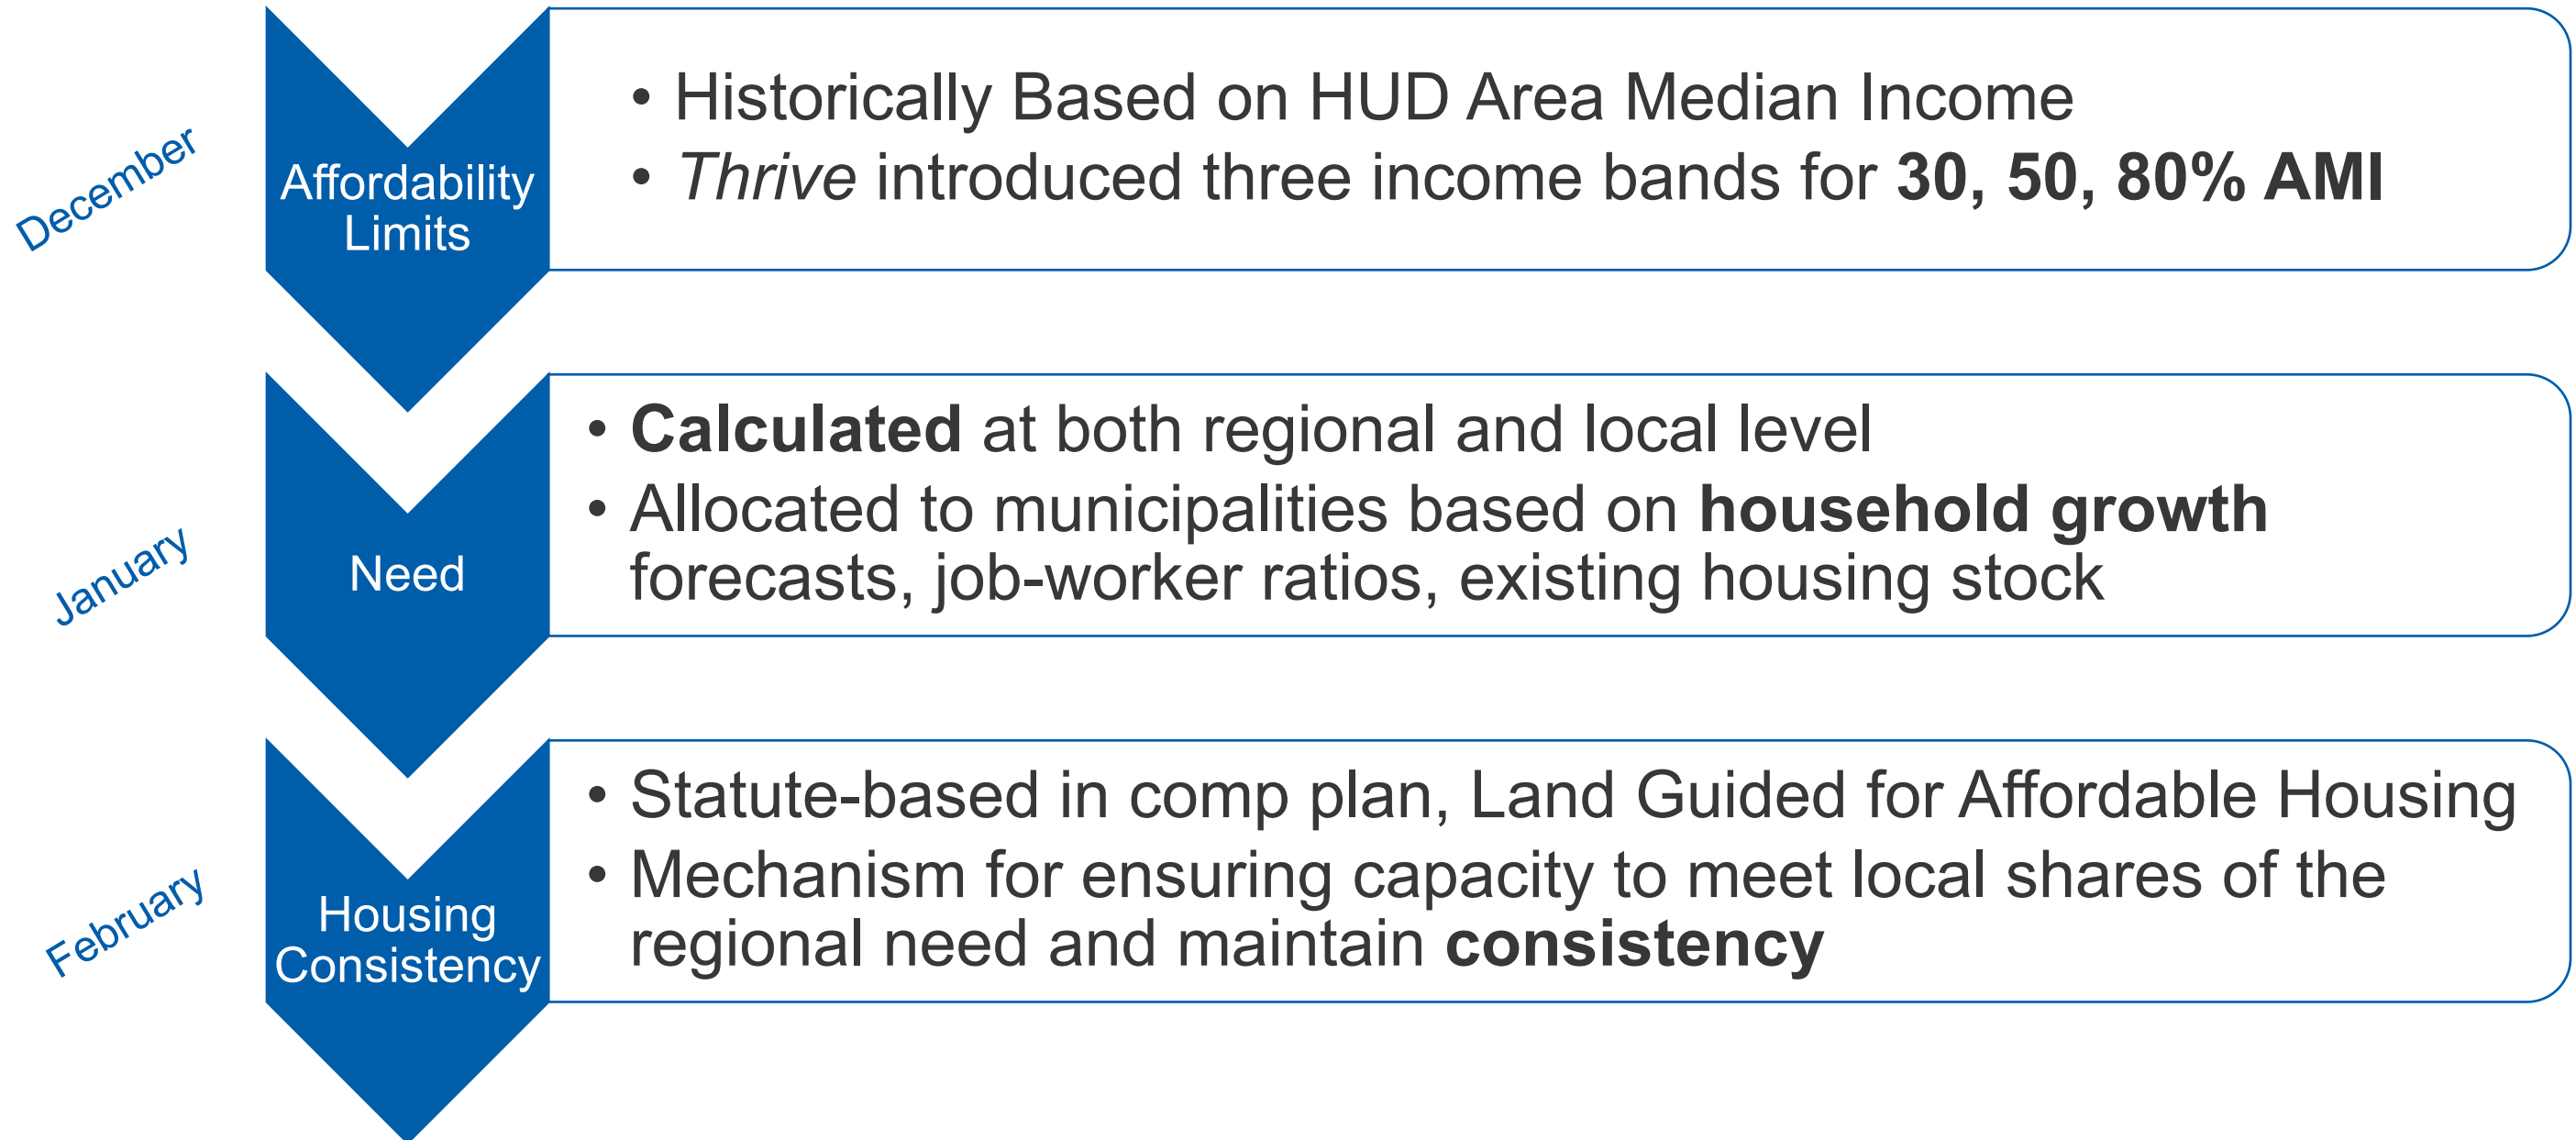 December
Affordability
Limits
• Historically Based on HUD Area Median Income
• Thrive introduced three income bands for 30, 50, 80% AMI
January
Need
• Calculated at both regional and local level
• Allocated to municipalities based on household growth
forecasts, job-worker ratios, existing housing stock
February
Housing
Consistency
• Statute-based in comp plan, Land Guided for Affordable Housing
• Mechanism for ensuring capacity to meet local shares of the
regional need and maintain consistency